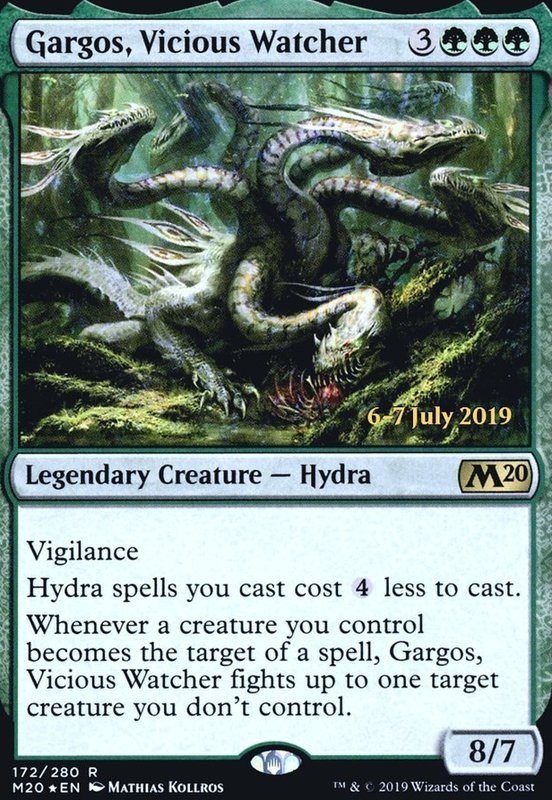 Gargos, Vicious Watcher 3
6–7 July 2019
Legendary Creature — Hydra M20
Vigilance
Hydra spells you cast cost 4 less to cast.
Whenever a creature you control
becomes the target of a spell, Gargos,
Vicious Watcher fights up to one target
creature you don't control.
8/7
172/280 R
M20 ★ EN Mathias Kollros
™ & © 2019 Wizards of the Coast